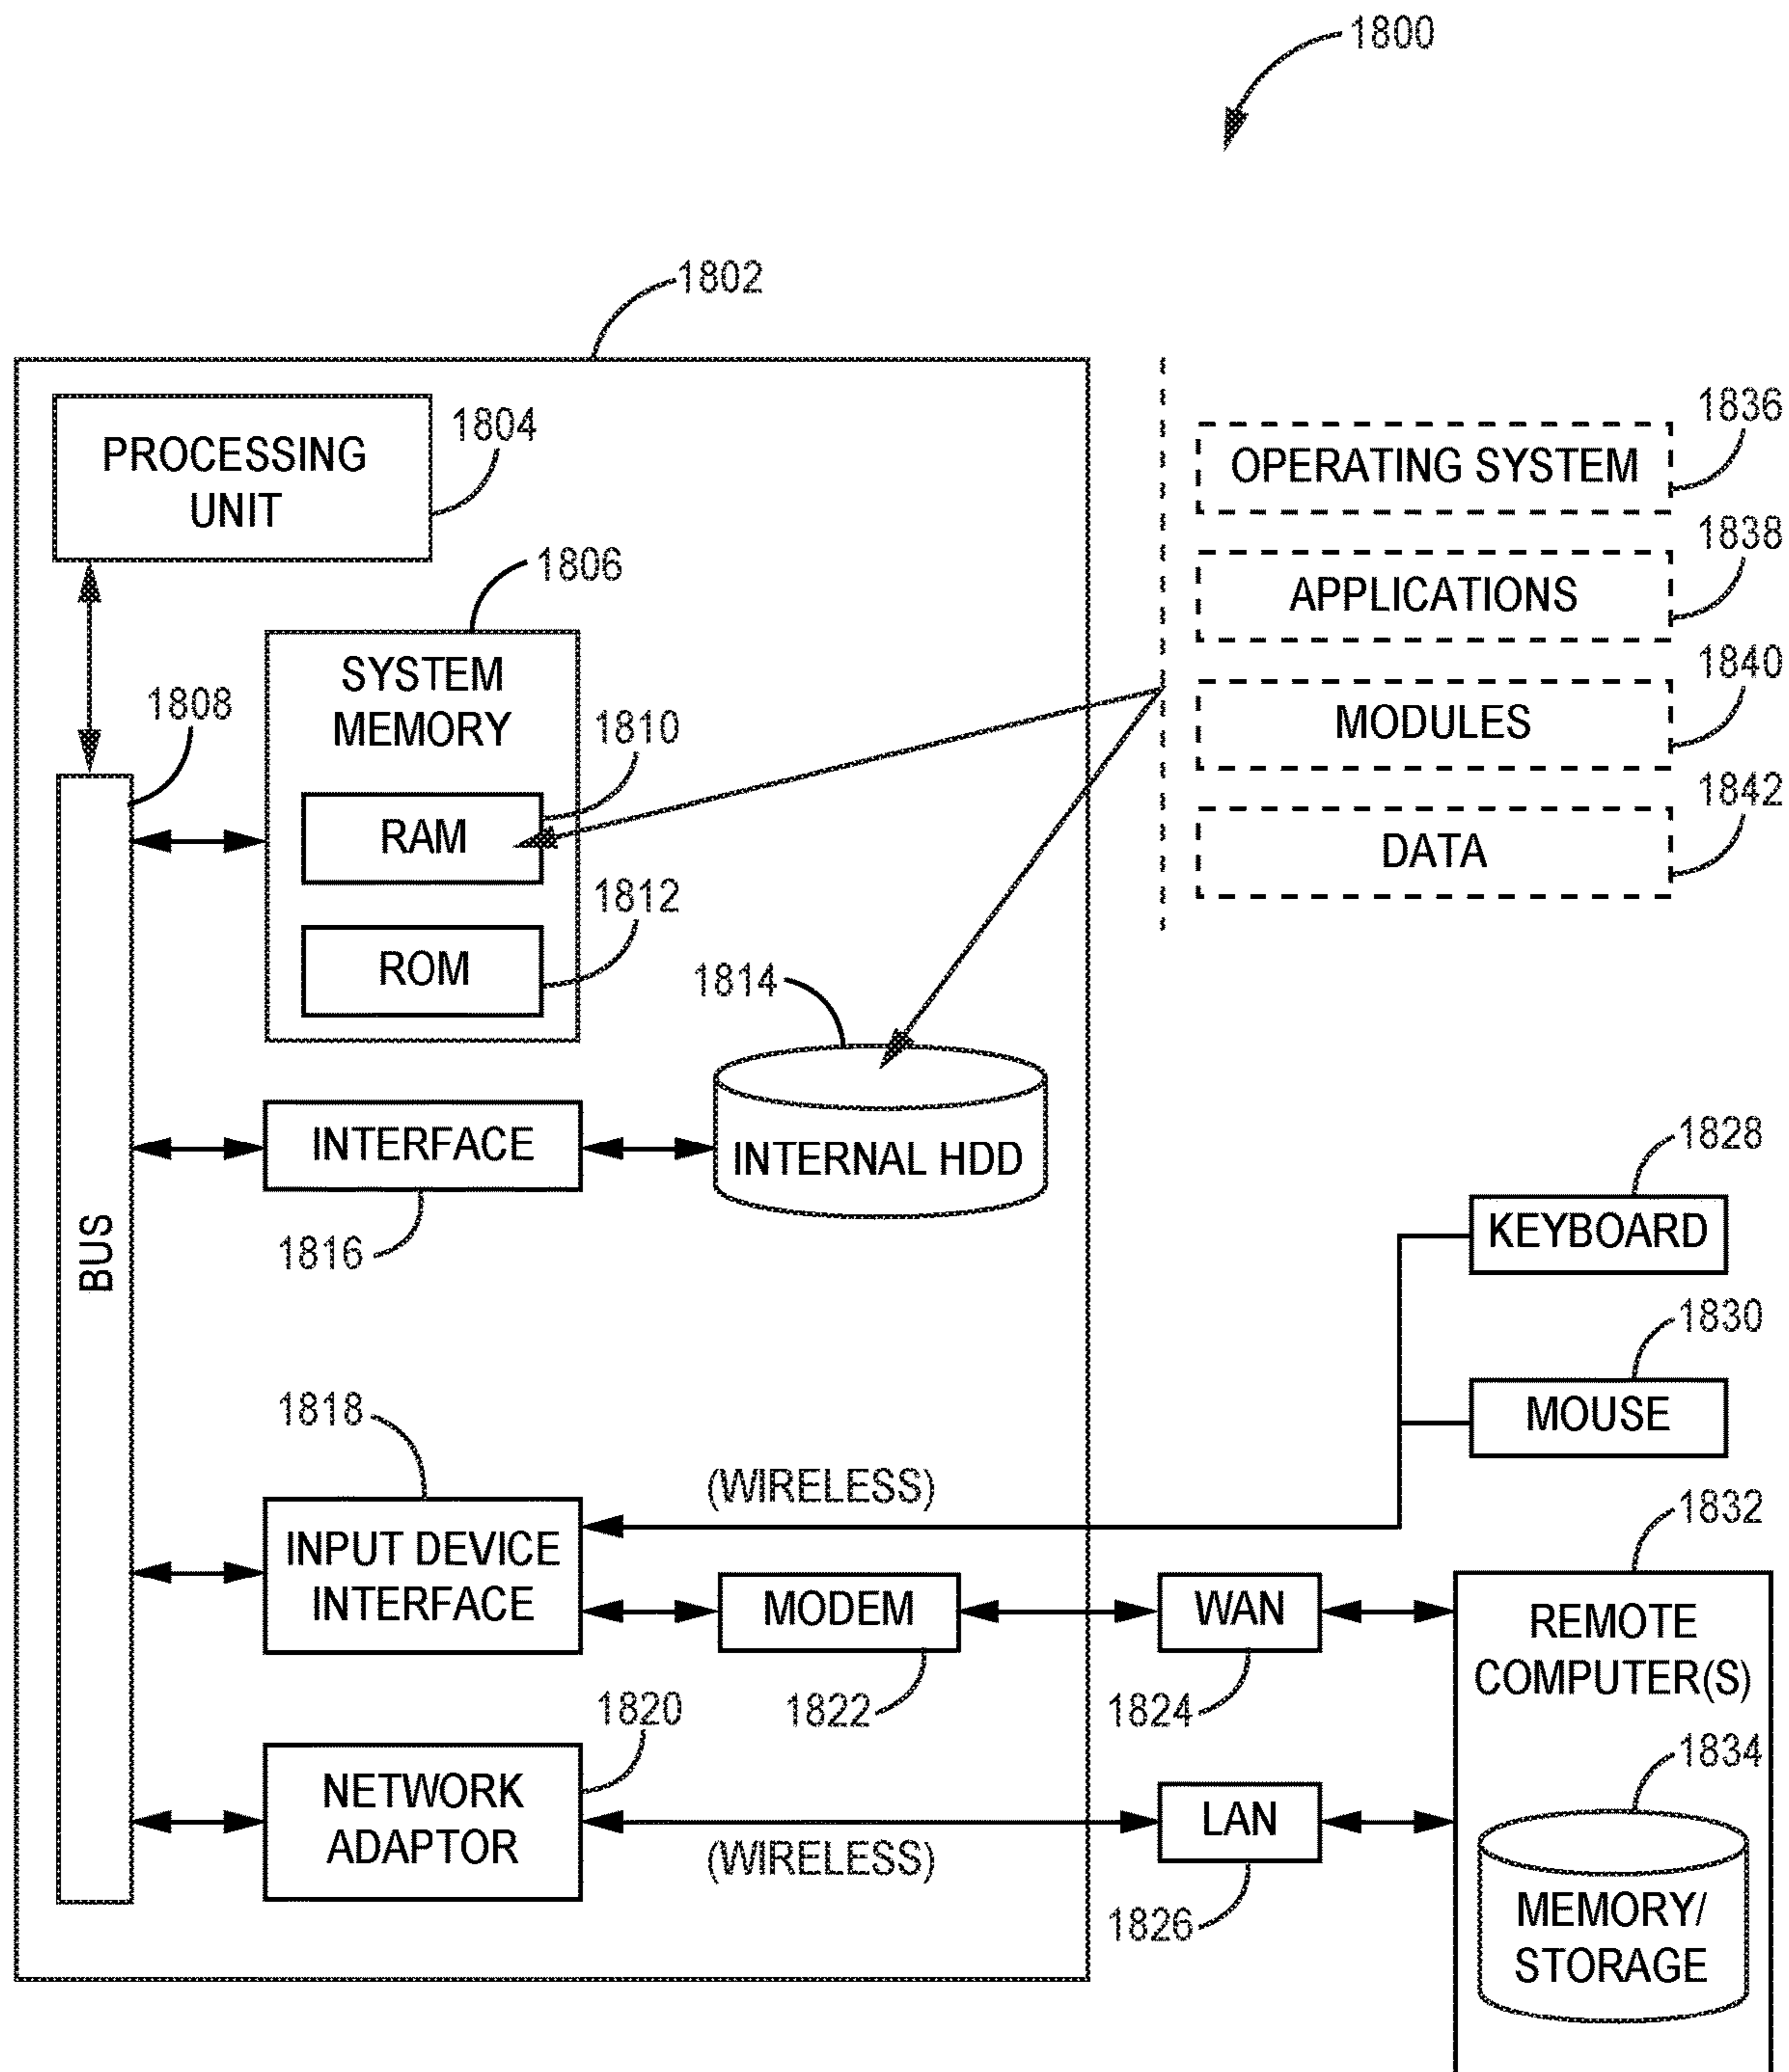 1800
1802
PROCESSING
UNIT
1804
1806
SYSTEM
MEMORY
1808
1810
RAM
1812
ROM
1814
INTERFACE
1816
INTERNAL HDD
BUS
1818
INPUT DEVICE
INTERFACE
(WIRELESS)
MODEM
1822
1820
NETWORK
ADAPTOR
(WIRELESS)
1836
OPERATING SYSTEM
1838
APPLICATIONS
1840
MODULES
1842
DATA
1828
KEYBOARD
1830
MOUSE
WAN
1824
LAN
1826
1832
REMOTE
COMPUTER(S)
1834
MEMORY/
STORAGE